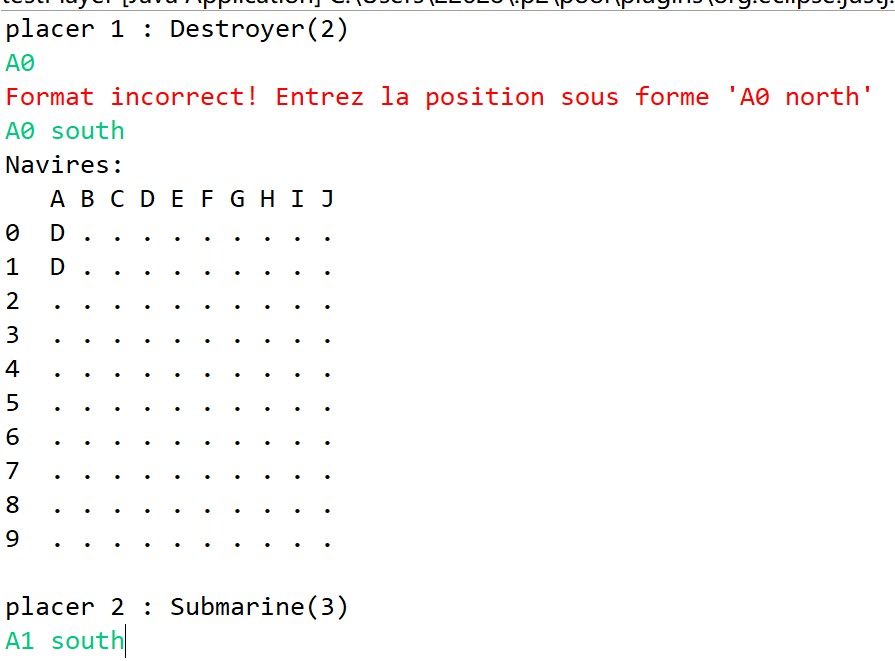 placer 1 : Destroyer(2)
A0
Format incorrect! Entrez la position sous forme 'A0 north'
A0 south
Navires:
A B C D E F G H I J
0 D . . . . . . . . .
1 D . . . . . . . . .
2 . . . . . . . . . .
3 . . . . . . . . . .
4 . . . . . . . . . .
5 . . . . . . . . . .
6 . . . . . . . . . .
7 . . . . . . . . . .
8 . . . . . . . . . .
9 . . . . . . . . . .
placer 2 : Submarine(3)
A1 south